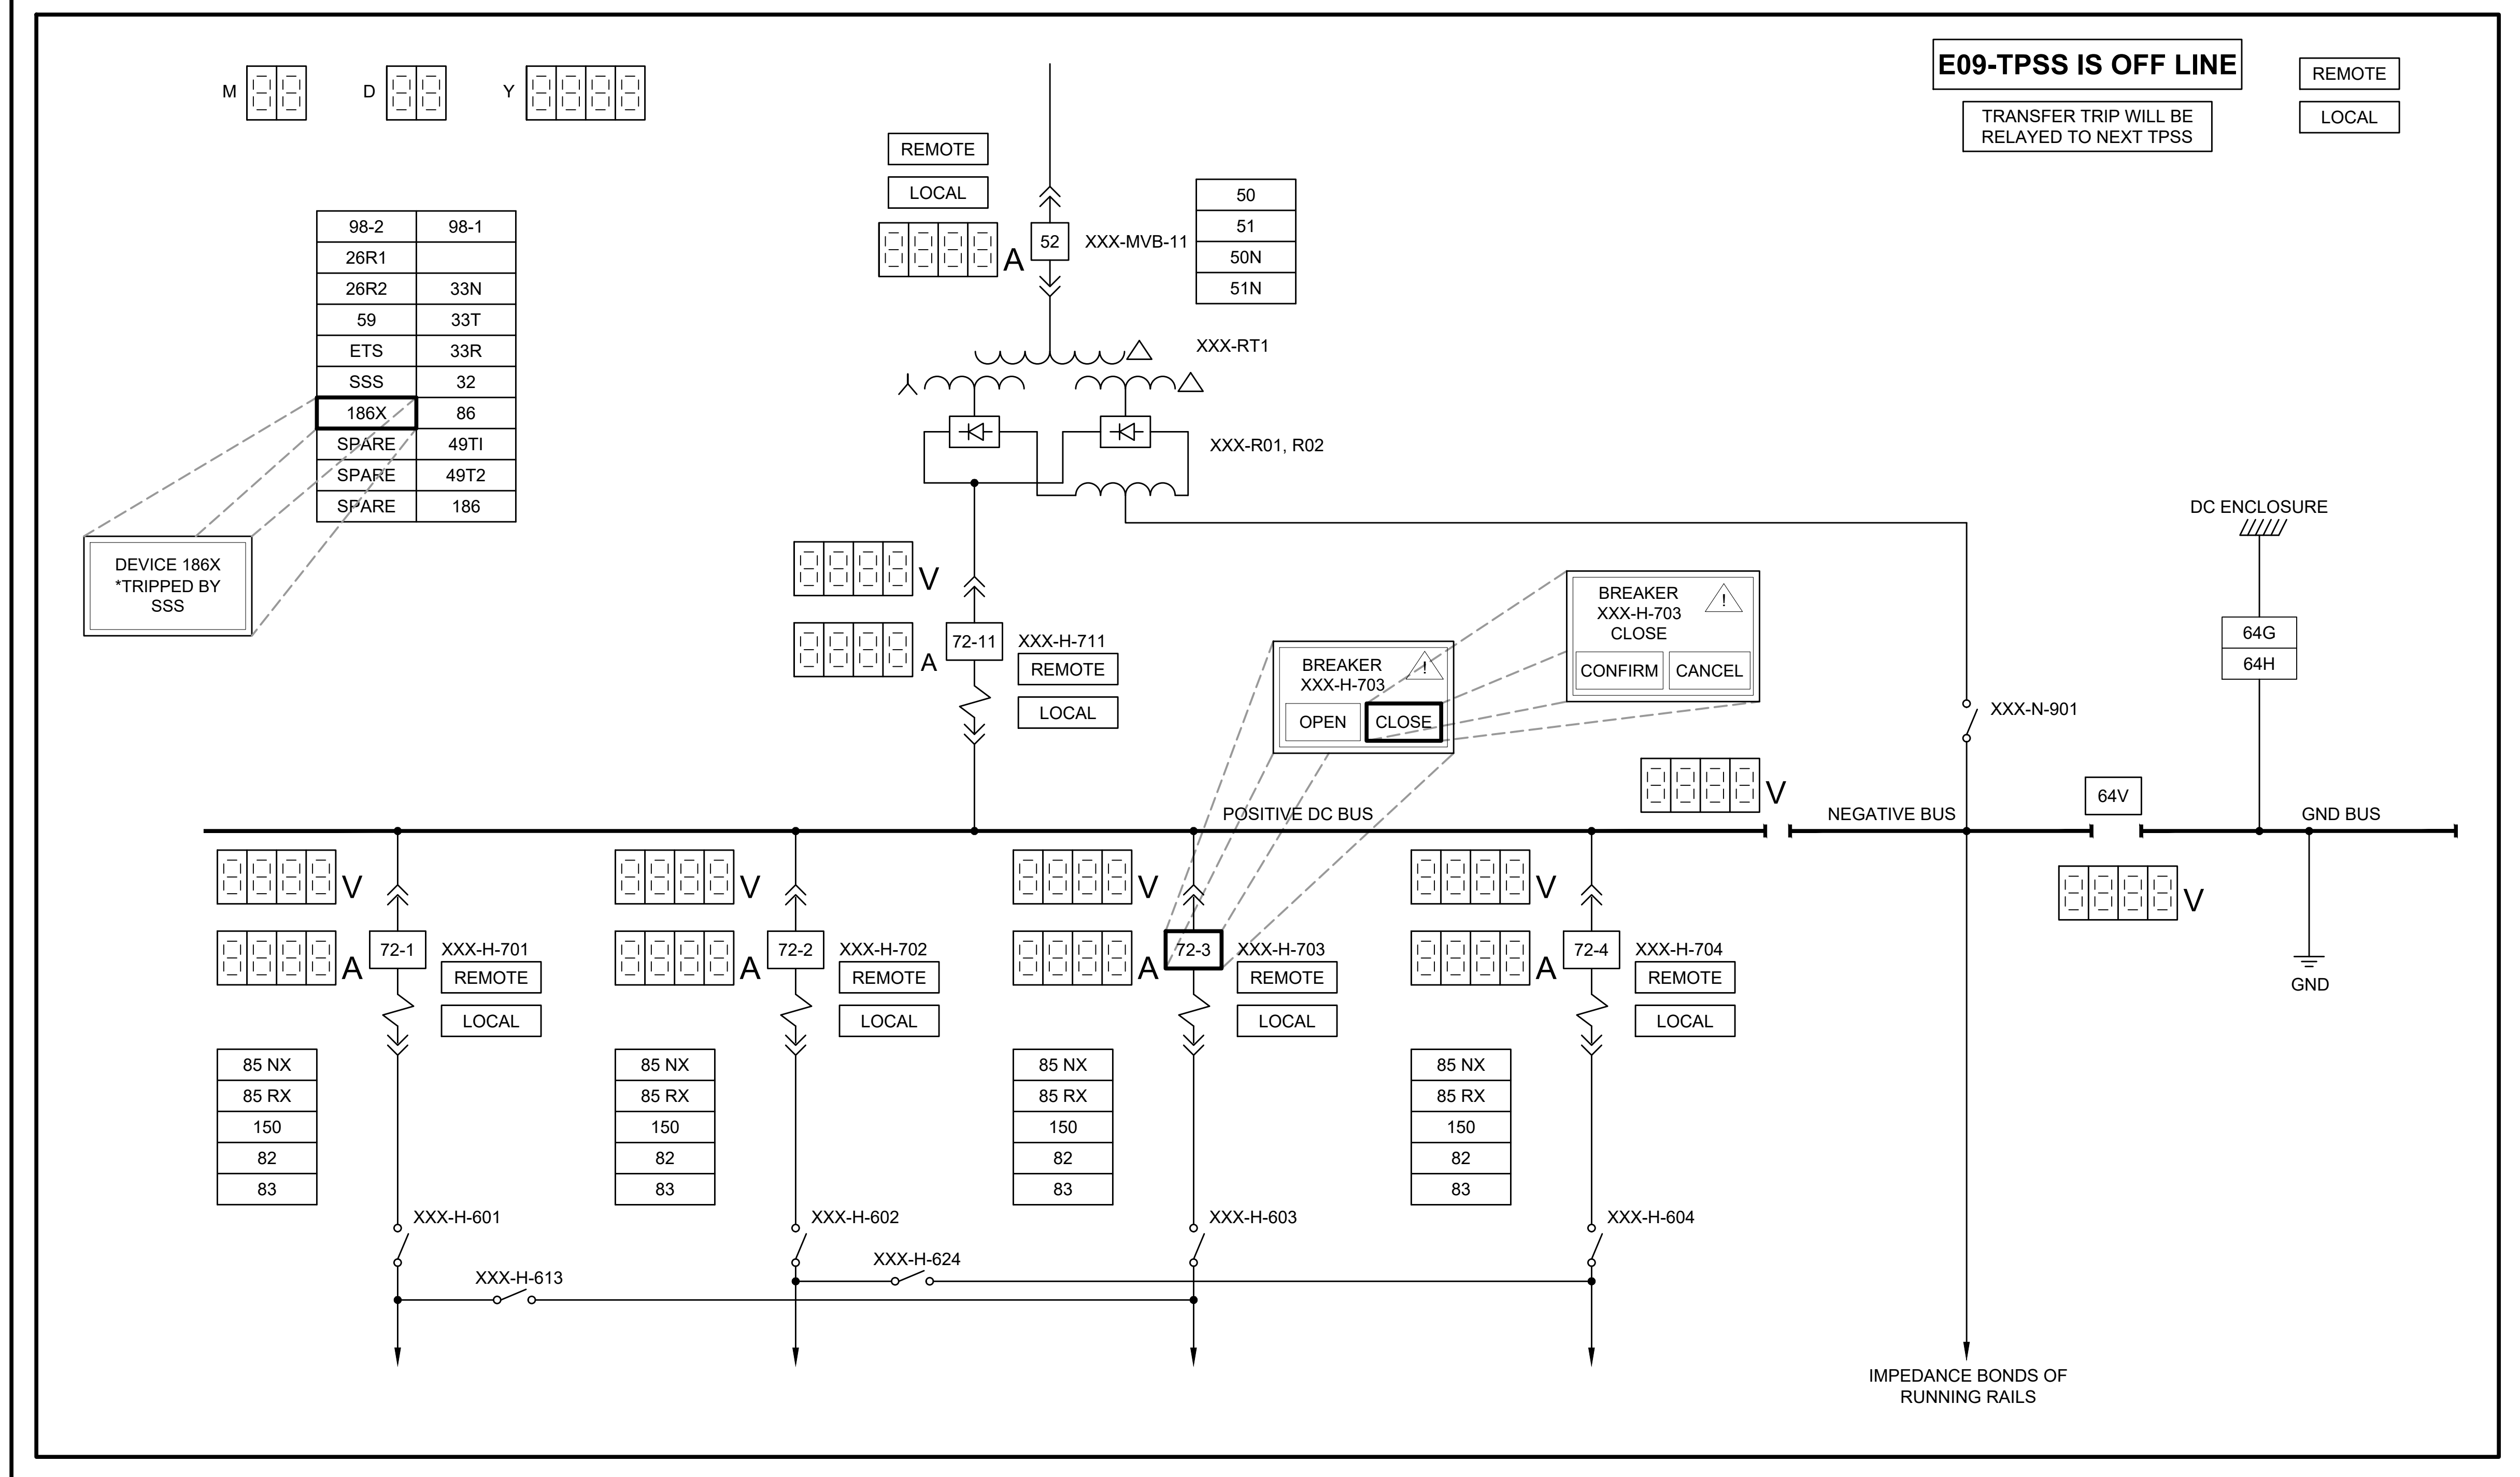 E09-TPSS IS OFF LINE
REMOTE
M
D
Y
TRANSFER TRIP WILL BE
RELAYED TO NEXT TPSS
LOCAL
REMOTE
LOCAL
A
52
XXX-MVB-11
50
51
50N
51N
98-2 98-1
26R1
26R2 33N
59 33T
ETS 33R
SSS 32
186X 86
SPARE 49TI
SPARE 49T2
SPARE 186
DEVICE 186X
*TRIPPED BY
SSS
XXX-RT1
XXX-R01, R02
V
A
72-11
XXX-H-711
REMOTE
LOCAL
BREAKER
XXX-H-703
!
OPEN
CLOSE
BREAKER
XXX-H-703
CLOSE
!
CONFIRM
CANCEL
DC ENCLOSURE
64G
64H
XXX-N-901
V
64V
POSITIVE DC BUS
NEGATIVE BUS
GND BUS
V
GND
V
A
72-1
XXX-H-701
REMOTE
LOCAL
85 NX
85 RX
150
82
83
XXX-H-601
V
A
72-2
XXX-H-702
REMOTE
LOCAL
85 NX
85 RX
150
82
83
XXX-H-602
V
A
72-3
XXX-H-703
REMOTE
LOCAL
85 NX
85 RX
150
82
83
XXX-H-603
V
A
72-4
XXX-H-704
REMOTE
LOCAL
85 NX
85 RX
150
82
83
XXX-H-604
XXX-H-624
XXX-H-613
IMPEDANCE BONDS OF
RUNNING RAILS